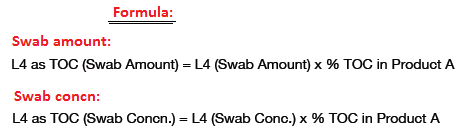 Formula:
Swab amount:
L4 as TOC (Swab Amount) = L4 (Swab Amount) x % TOC in Product A
Swab concn:
L4 as TOC (Swab Concn.) = L4 (Swab Conc.) x % TOC in Product A